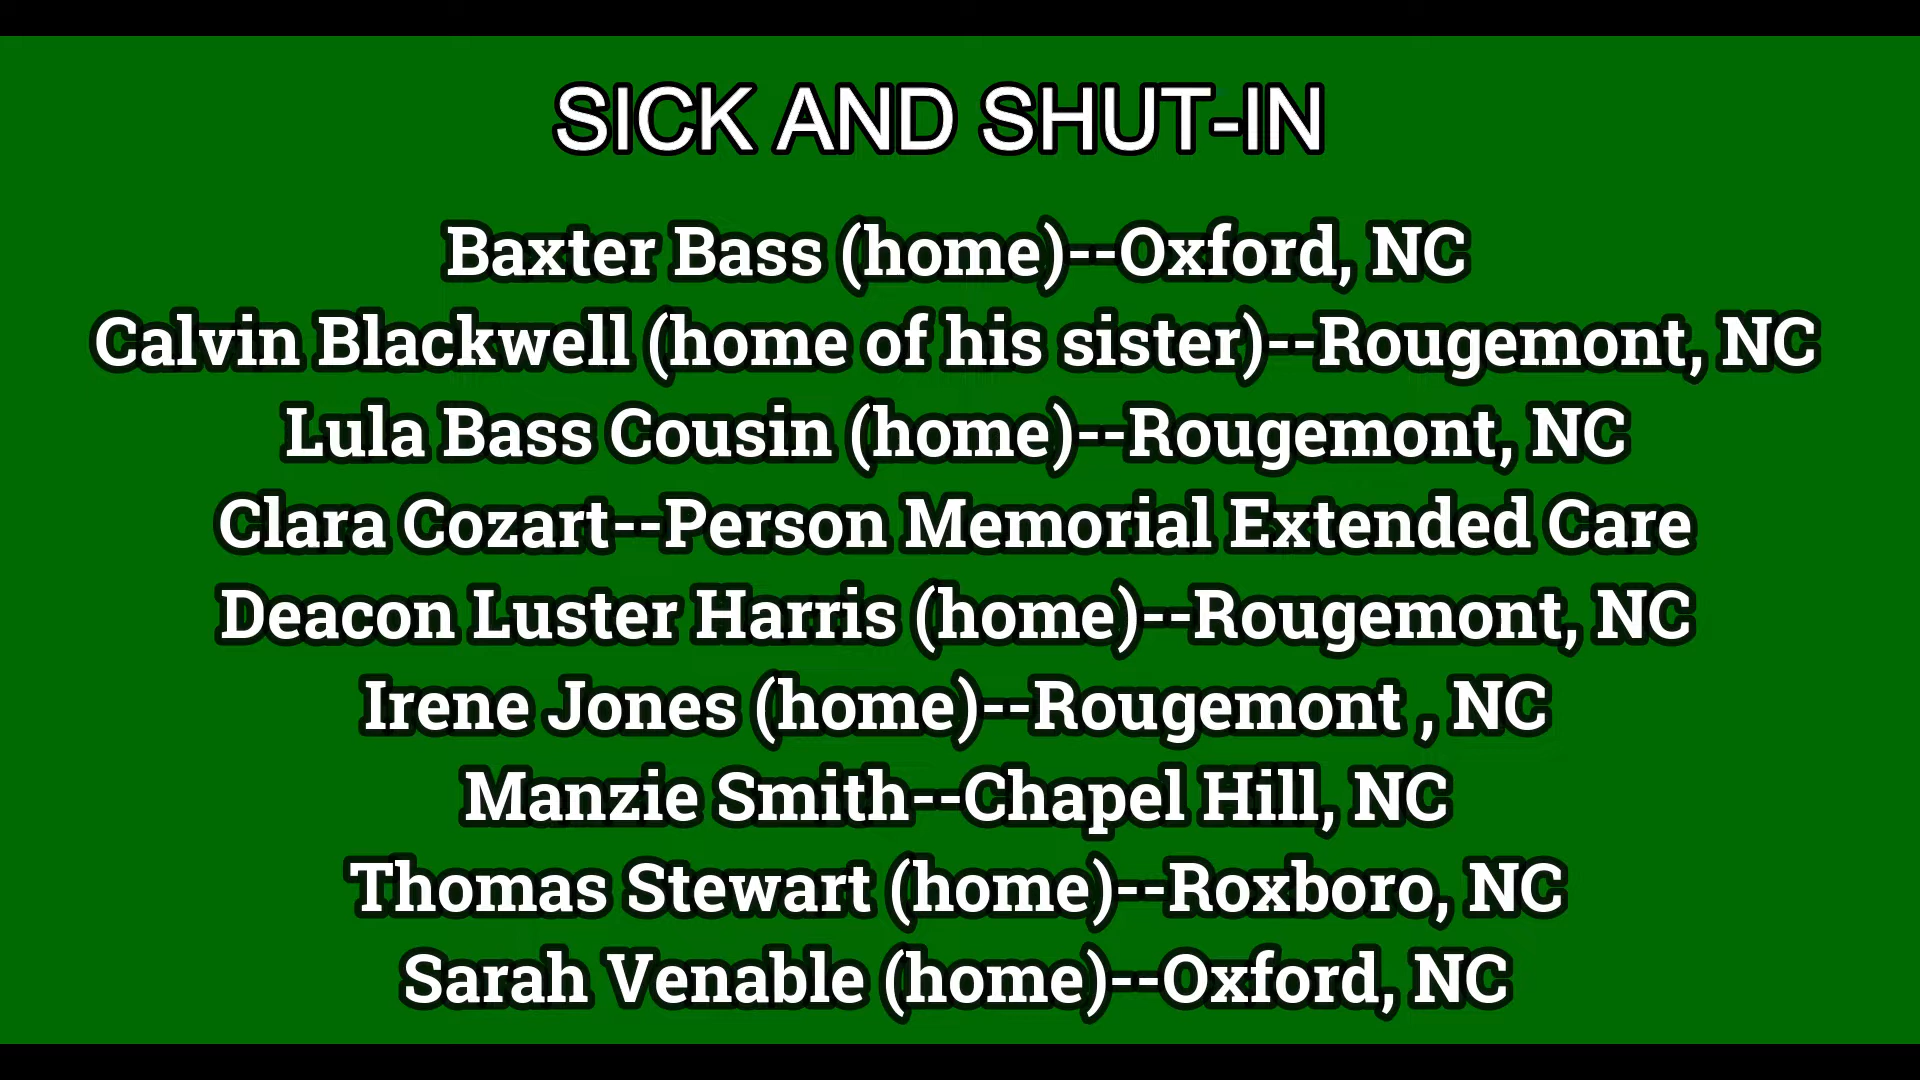 SICK AND SHUT-IN
Baxter Bass (home)--Oxford, NC
Calvin Blackwell (home of his sister)--Rougemont, NC
Lula Bass Cousin (home)--Rougemont, NC
Clara Cozart--Person Memorial Extended Care
Deacon Luster Harris (home)--Rougemont, NC
Irene Jones (home)--Rougemont , NC
Manzie Smith--Chapel Hill, NC
Thomas Stewart (home)--Roxboro, NC
Sarah Venable (home)--Oxford, NC